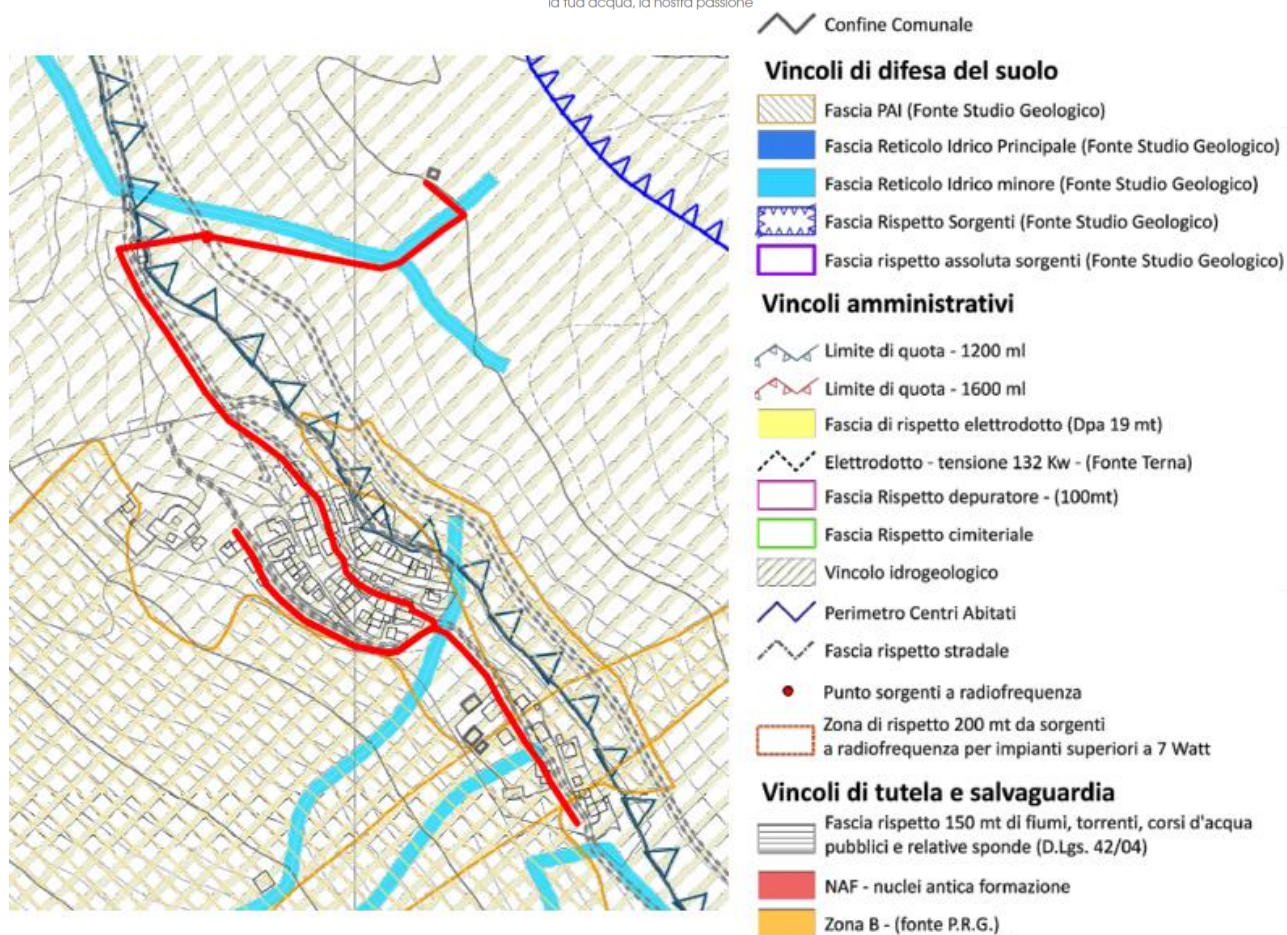 la tua acqua, la nostra passione
Confine Comunale
Vincoli di difesa del suolo
Fascia PAI (Fonte Studio Geologico)
Fascia Reticolo Idrico Principale (Fonte Studio Geologico)
Fascia Reticolo Idrico minore (Fonte Studio Geologico)
Fascia Rispetto Sorgenti (Fonte Studio Geologico)
Fascia rispetto assoluta sorgenti (Fonte Studio Geologico)
Vincoli amministrativi
Limite di quota - 1200 ml
Limite di quota - 1600 ml
Fascia di rispetto elettrodotto (Dpa 19 mt)
Elettrodotto - tensione 132 Kw - (Fonte Terna)
Fascia Rispetto depuratore - (100mt)
Fascia Rispetto cimiteriale
Vincolo idrogeologico
Perimetro Centri Abitati
Fascia rispetto stradale
Punto sorgenti a radiofrequenza
Zona di rispetto 200 mt da sorgenti
a radiofrequenza per impianti superiori a 7 Watt
Vincoli di tutela e salvaguardia
Fascia rispetto 150 mt di fiumi, torrenti, corsi d'acqua
pubblici e relative sponde (D.Lgs. 42/04)
NAF - nuclei antica formazione
Zona B - (fonte P.R.G.)